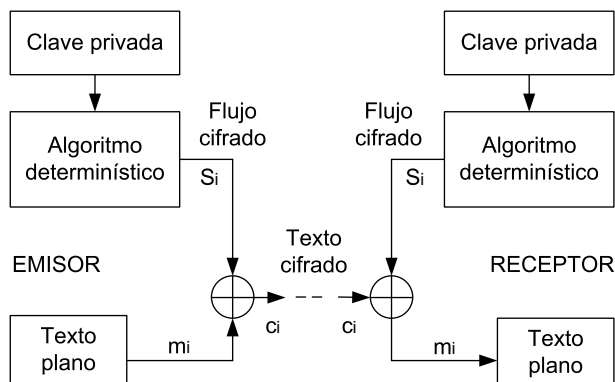 Clave privada
Clave privada
Algoritmo
determinístico
Flujo
cifrado
Si
Flujo
cifrado
Si
Algoritmo
determinístico
EMISOR
Texto
cifrado
RECEPTOR
ci
ci
Texto
plano
mi
mi
Texto
plano